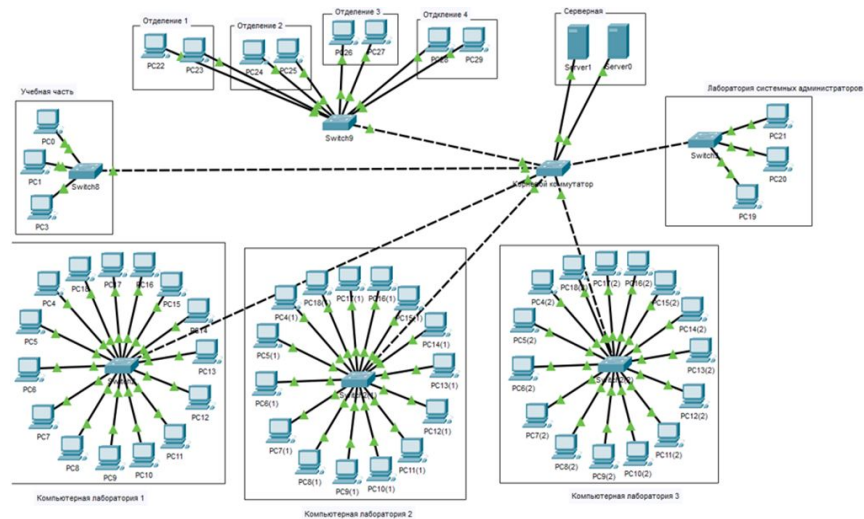 Отделение 1
Отделение 2
Отделение 3
Отдкление 4
Серверная
PC22
PC23
PC24
PC25
PC26
PC27
PC28
PC29
Server1
Server0
Switch9
Учебная часть
PC0
PC1
PC3
Switch8
Лаборатория системных администраторов
PC21
PC20
PC19
Корневой коммутатор
PC4
PC18
PC17
PC16
PC15
PC14
PC5
PC13
PC6
PC12
PC7
PC11
PC8
PC9
PC10
Компьютерная лаборатория 1
PC4(1)
PC18(1)
PC17(1)
PC16(1)
PC15(1)
PC14(1)
PC5(1)
PC13(1)
PC6(1)
Switch2(1)
PC12(1)
PC7(1)
PC11(1)
PC8(1)
PC9(1)
PC10(1)
Компьютерная лаборатория 2
PC4(2)
PC18(2)
PC17(2)
PC16(2)
PC15(2)
PC14(2)
PC5(2)
PC13(2)
PC6(2)
Switch2(2)
PC12(2)
PC7(2)
PC11(2)
PC8(2)
PC9(2)
PC10(2)
Компьютерная лаборатория 3